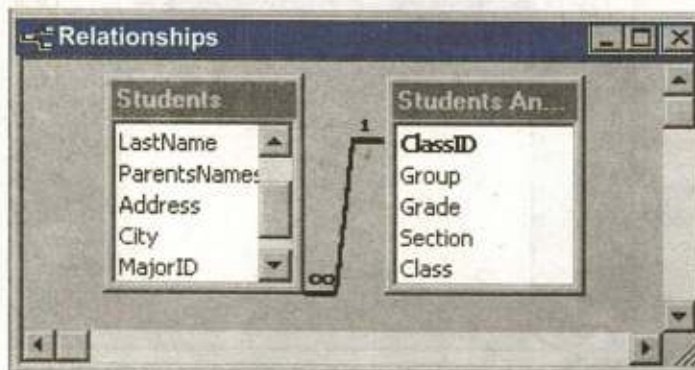 Relationships
Students
LastName
ParentsNames
Address
City
MajorID
Students An...
ClassID
Group
Grade
Section
Class
1
∞